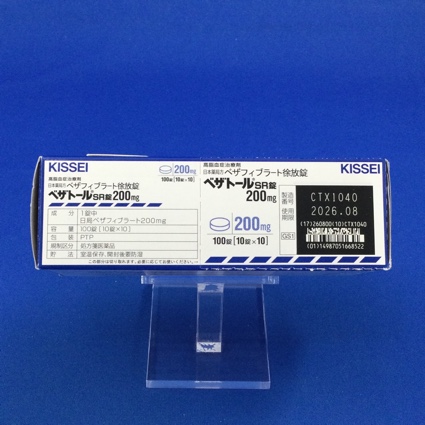 KISSEI
高脂血症治療剤
日本薬局方 ベザフィブラート徐放錠
ベザトール®SR錠200mg
200mg
100錠[10錠×10]
成 分 1錠中
日局ベザフィブラート200mg
容 量 100錠[10錠×10]
包 装 PTP
規制区分 処方箋医薬品
貯 法 室温保存、開封後要防湿
KISSEI
高脂血症治療剤
日本薬局方 ベザフィブラート徐放錠
ベザトール®SR錠
200mg
200mg
100錠[10錠×10]
製造番号 CTX1040
使用期限 2026.08
(17)260800(10)CTX1040
GS1
(01)14987051668522